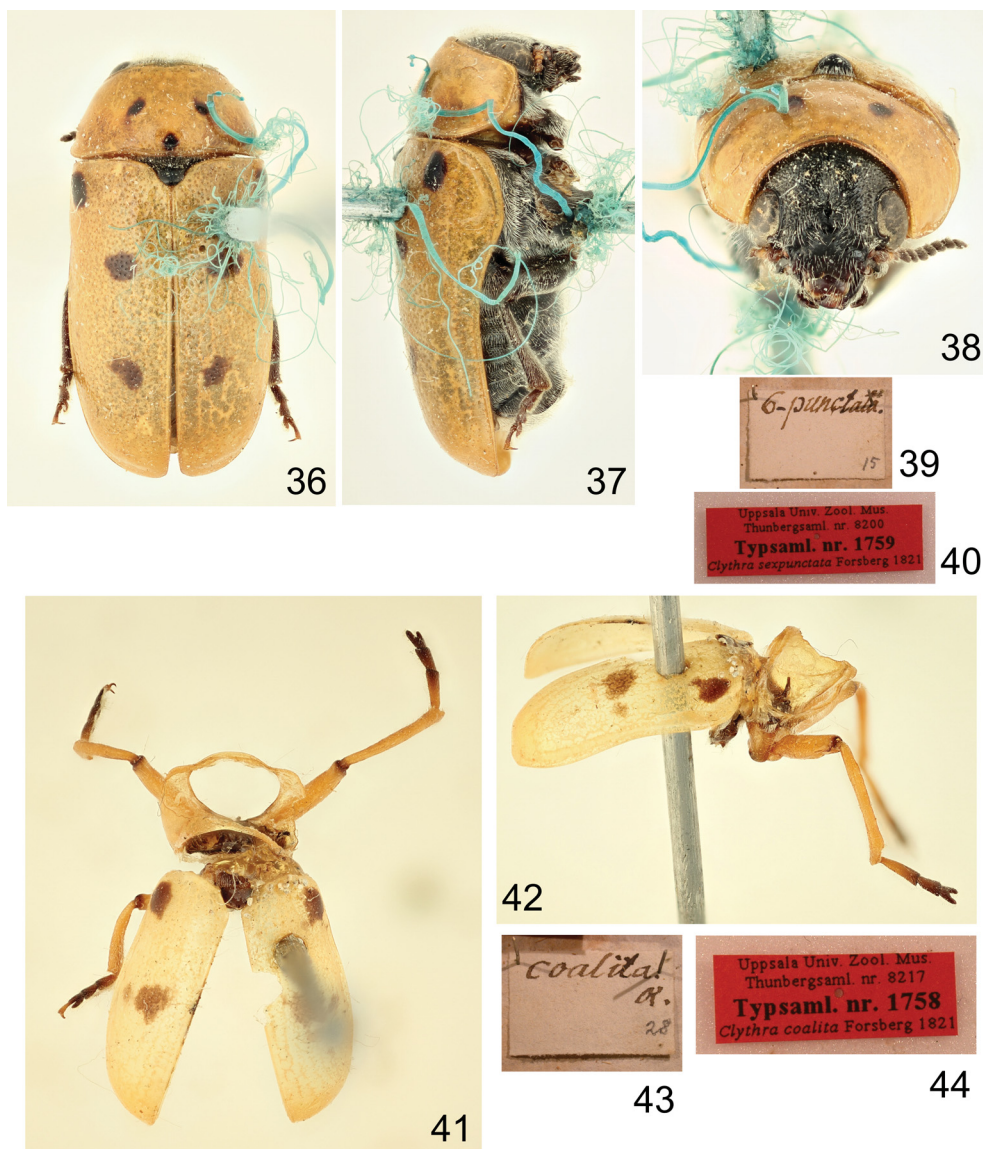 36
37
38
6-punctata.
15
39
Uppsala Univ. Zool. Mus.
Thunbergsaml. nr. 8200
Typsaml. nr. 1759
Clythra sexpunctata Forsberg 1821
40
41
42
coalita!
α.
28
43
Uppsala Univ. Zool. Mus.
Thunbergsaml. nr. 8217
Typsaml. nr. 1758
Clythra coalita Forsberg 1821
44